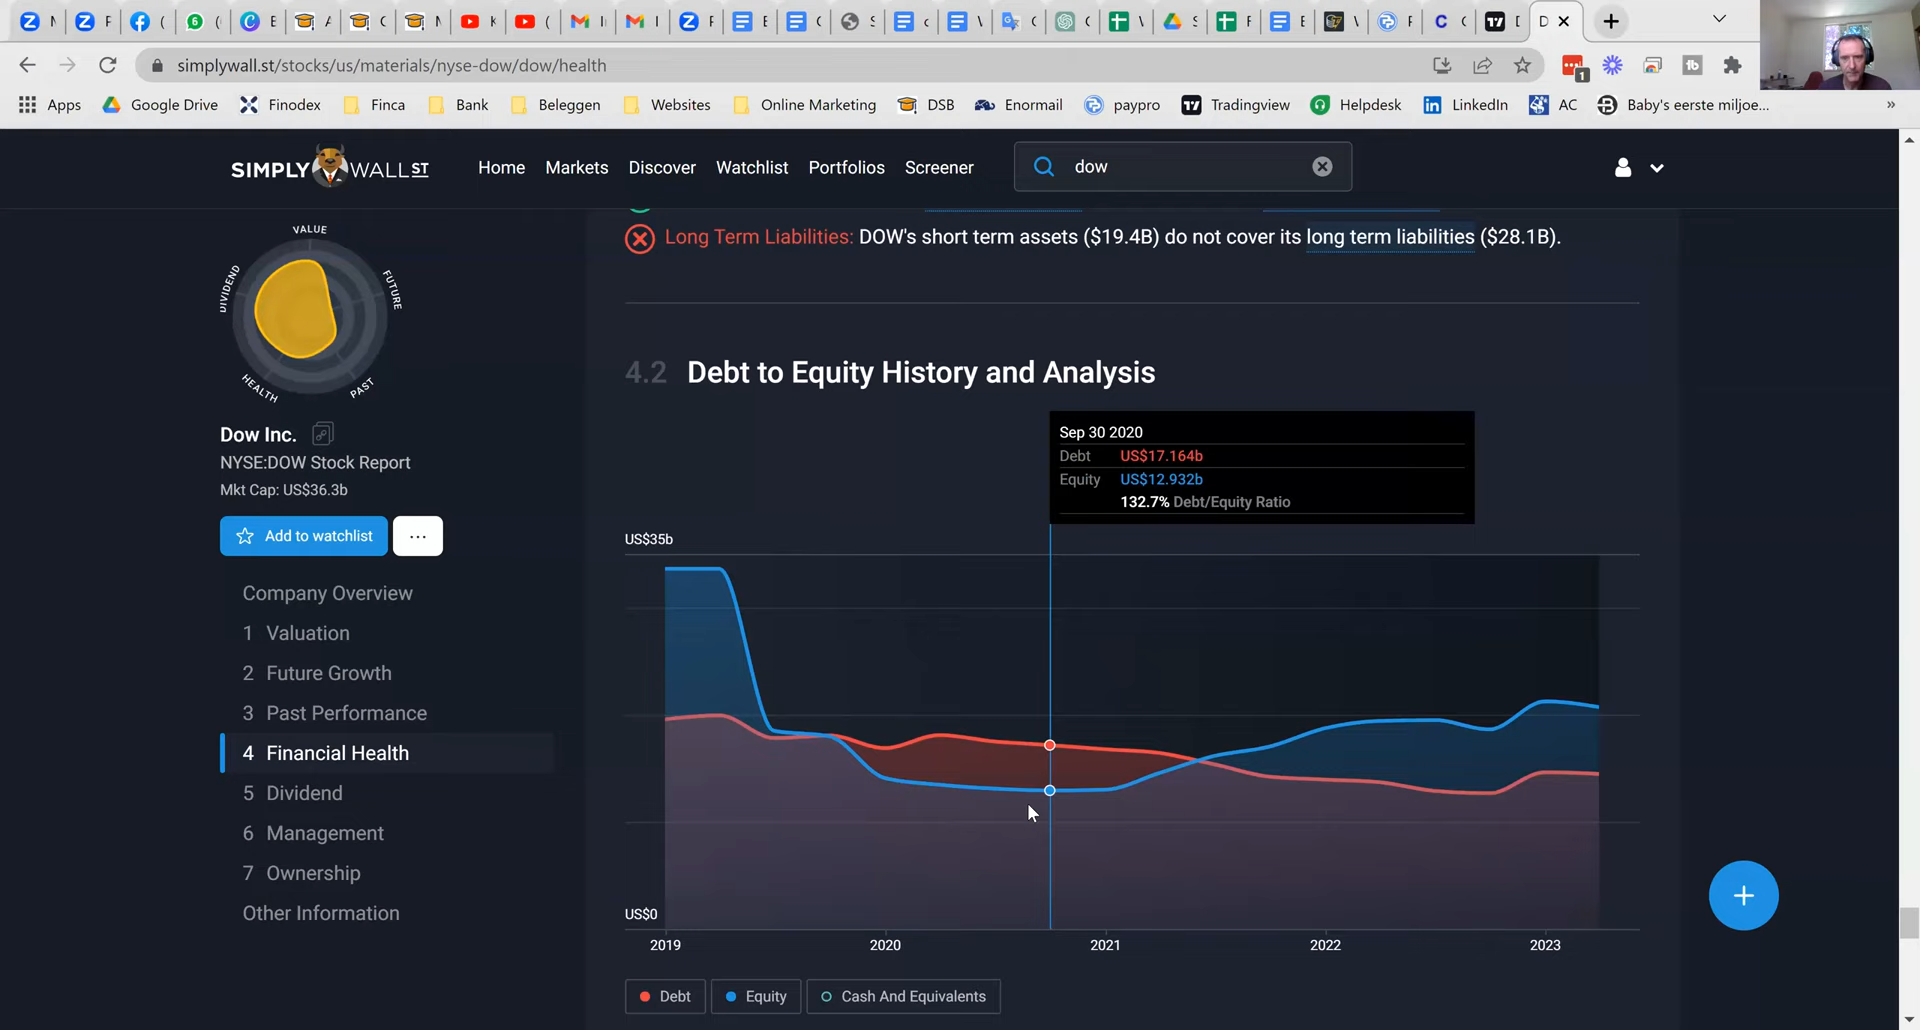 simplywall.st/stocks/us/materials/nyse-dow/dow/health
1
Apps Google Drive Finodex Finca Bank Beleggen Websites Online Marketing DSB Enormail paypro Tradingview Helpdesk LinkedIn AC Baby's eerste miljoe... »
SIMPLY WALL ST Home Markets Discover Watchlist Portfolios Screener dow
VALUE
FUTURE
PAST
HEALTH
DIVIDEND
Dow Inc.
NYSE:DOW Stock Report
Mkt Cap: US$36.3b
Add to watchlist ...
Company Overview
1 Valuation
2 Future Growth
3 Past Performance
4 Financial Health
5 Dividend
6 Management
7 Ownership
Other Information
Long Term Liabilities: DOW's short term assets ($19.4B) do not cover its long term liabilities ($28.1B).
4.2 Debt to Equity History and Analysis
Sep 30 2020
Debt US$17.164b
Equity US$12.932b
132.7% Debt/Equity Ratio
US$35b
US$0
2019 2020 2021 2022 2023
Debt Equity Cash And Equivalents